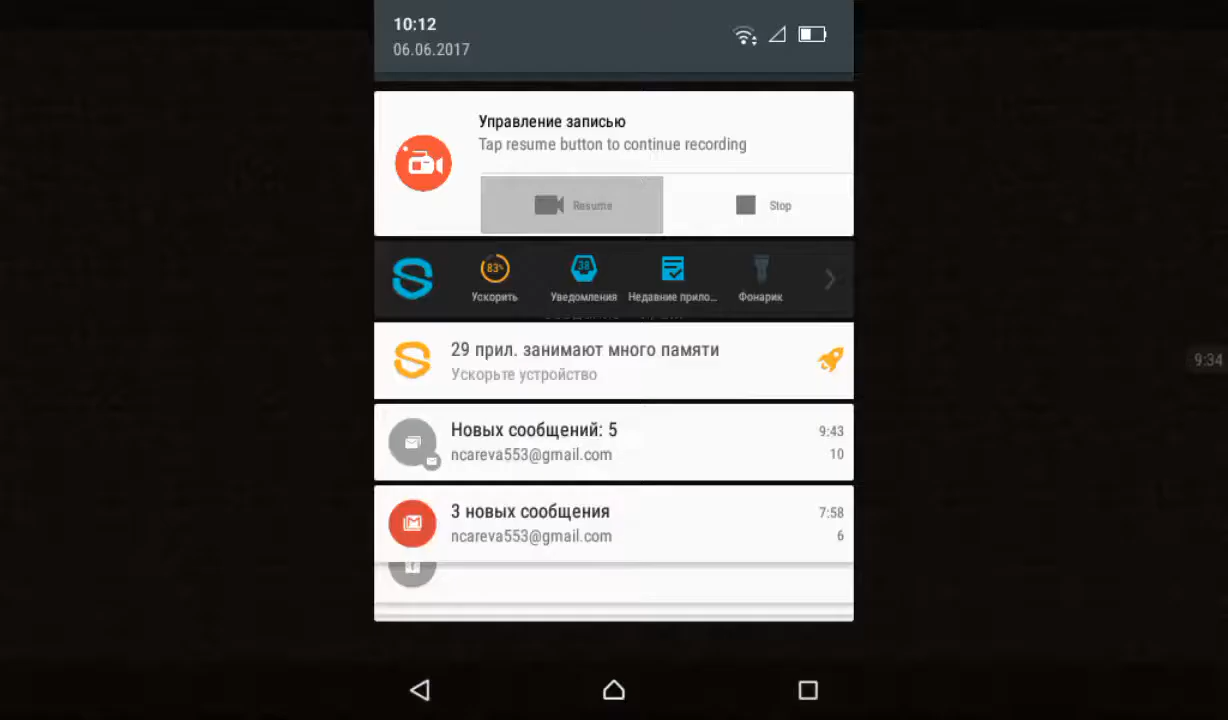 10:12
06.06.2017
Управление записью
Tap resume button to continue recording
Resume
Stop
83%
38
Ускорить
Уведомления
Недавние прило...
Фонарик
29 прил. занимают много памяти
Ускорьте устройство
9:34
Новых сообщений: 5
9:43
ncareva553@gmail.com
10
3 новых сообщения
7:58
ncareva553@gmail.com
6